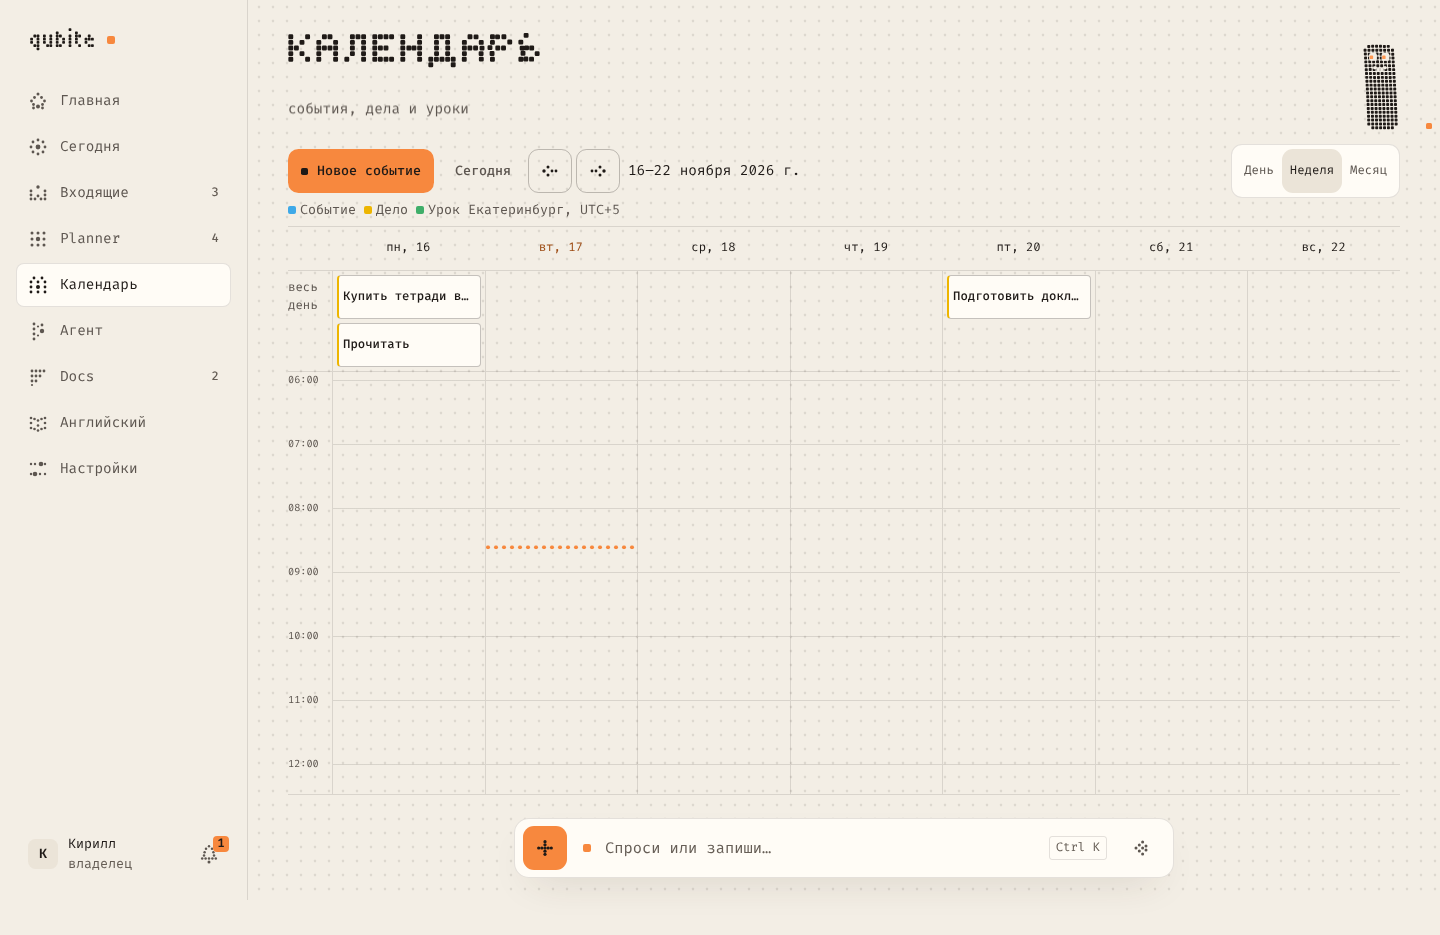 qubite
КАЛЕНДАРЬ
Главная
события, дела и уроки
Сегодня
Новое событие
Сегодня
16–22 ноября 2026 г.
День
Неделя
Месяц
Входящие 3
Событие Дело Урок Екатеринбург, UTC+5
Planner 4
пн, 16
вт, 17
ср, 18
чт, 19
пт, 20
сб, 21
вс, 22
Календарь
весь
день
Купить тетради в…
Подготовить докл…
Агент
Прочитать
Docs 2
06:00
Английский
07:00
Настройки
08:00
09:00
10:00
11:00
12:00
Кирилл
владелец
1
К
Спроси или запиши…
Ctrl K